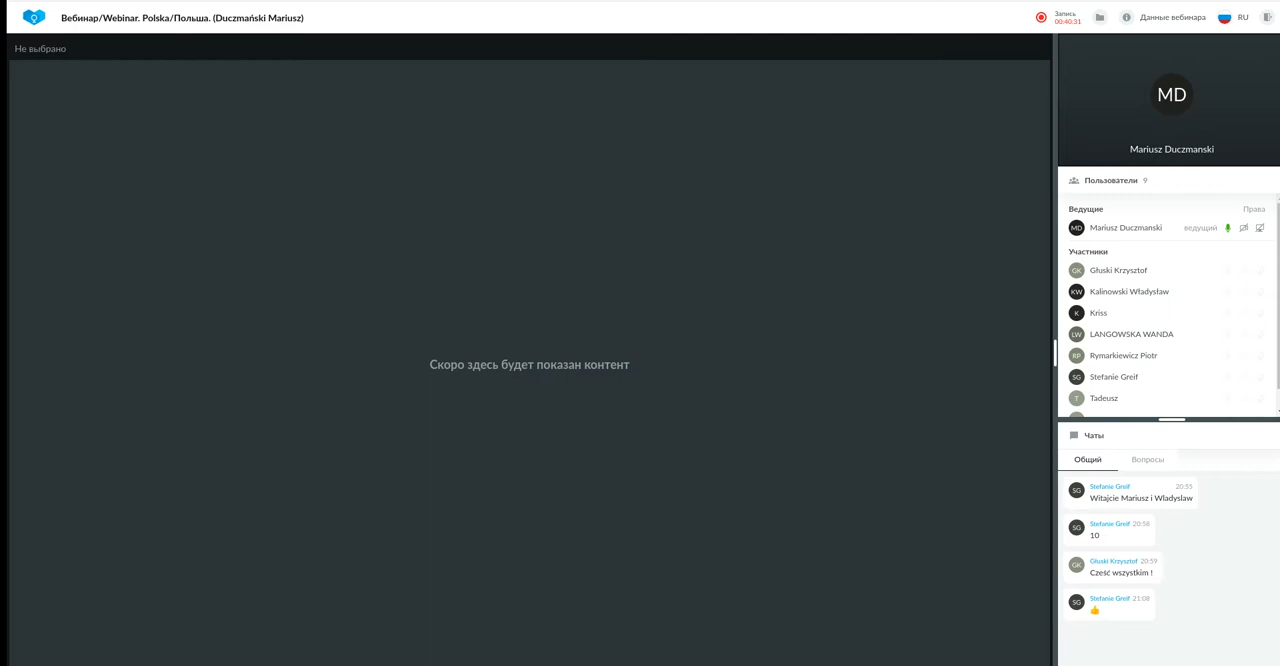 Вебинар/Webinar. Polska/Польша. (Duczmański Mariusz)
Запись
00:40:31
Данные вебинара
RU
Не выбрано
Скоро здесь будет показан контент
MD
Mariusz Duczmanski
Пользователи 9
Ведущие Права
MD Mariusz Duczmanski ведущий
Участники
GK Głuski Krzysztof
KW Kalinowski Władysław
K Kriss
LW LANGOWSKA WANDA
RP Rymarkiewicz Piotr
SG Stefanie Greif
T Tadeusz
Чаты
Общий Вопросы
SG Stefanie Greif 20:55
Witajcie Mariusz i Wladyslaw
SG Stefanie Greif 20:58
10
GK Głuski Krzysztof 20:59
Cześć wszystkim !
SG Stefanie Greif 21:08
👍